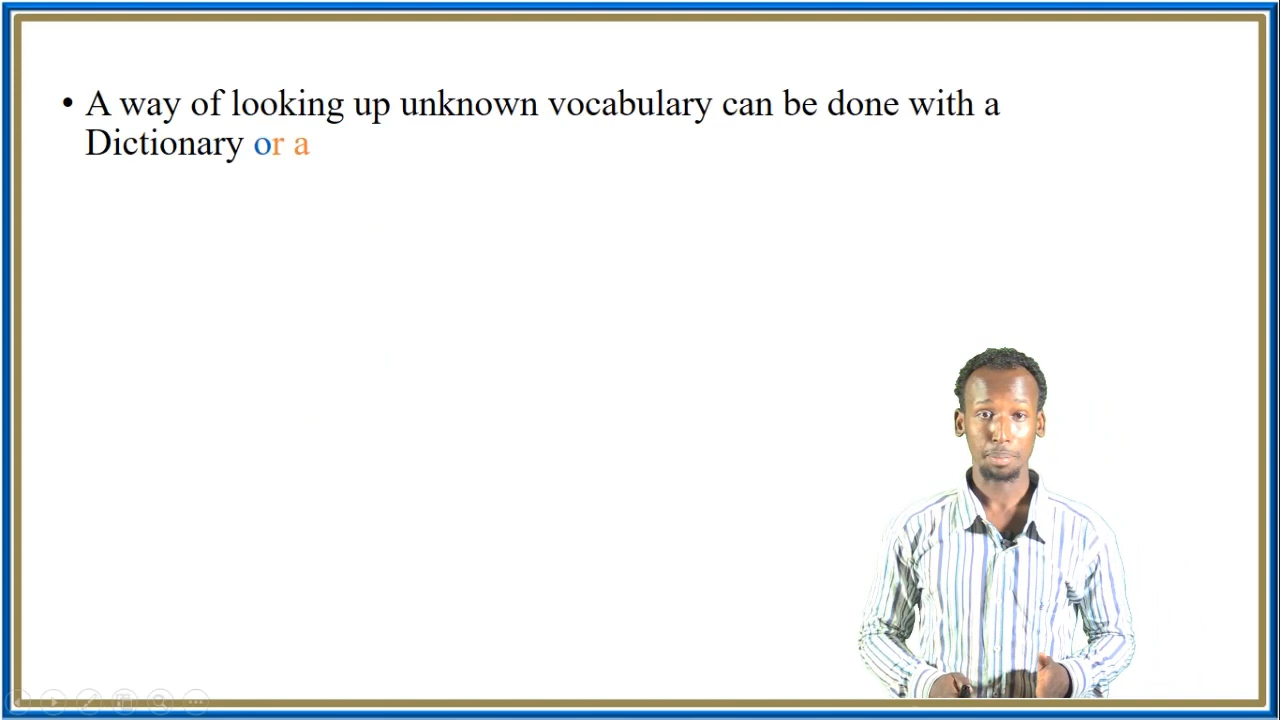 • A way of looking up unknown vocabulary can be done with a
Dictionary or a